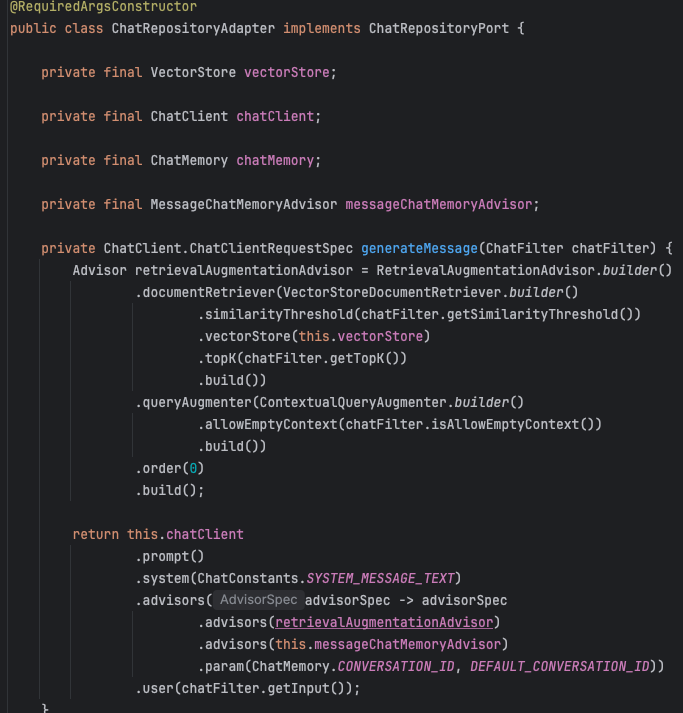 @RequiredArgsConstructor
public class ChatRepositoryAdapter implements ChatRepositoryPort {
private final VectorStore vectorStore;
private final ChatClient chatClient;
private final ChatMemory chatMemory;
private final MessageChatMemoryAdvisor messageChatMemoryAdvisor;
private ChatClient.ChatClientRequestSpec generateMessage(ChatFilter chatFilter) {
Advisor retrievalAugmentationAdvisor = RetrievalAugmentationAdvisor.builder()
.documentRetriever(VectorStoreDocumentRetriever.builder()
.similarityThreshold(chatFilter.getSimilarityThreshold())
.vectorStore(this.vectorStore)
.topK(chatFilter.getTopK())
.build())
.queryAugmenter(ContextualQueryAugmenter.builder()
.allowEmptyContext(chatFilter.isAllowEmptyContext())
.build())
.order(0)
.build();
return this.chatClient
.prompt()
.system(ChatConstants.SYSTEM_MESSAGE_TEXT)
.advisors( AdvisorSpec advisorSpec -> advisorSpec
.advisors(retrievalAugmentationAdvisor)
.advisors(this.messageChatMemoryAdvisor)
.param(ChatMemory.CONVERSATION_ID, DEFAULT_CONVERSATION_ID))
.user(chatFilter.getInput());
}